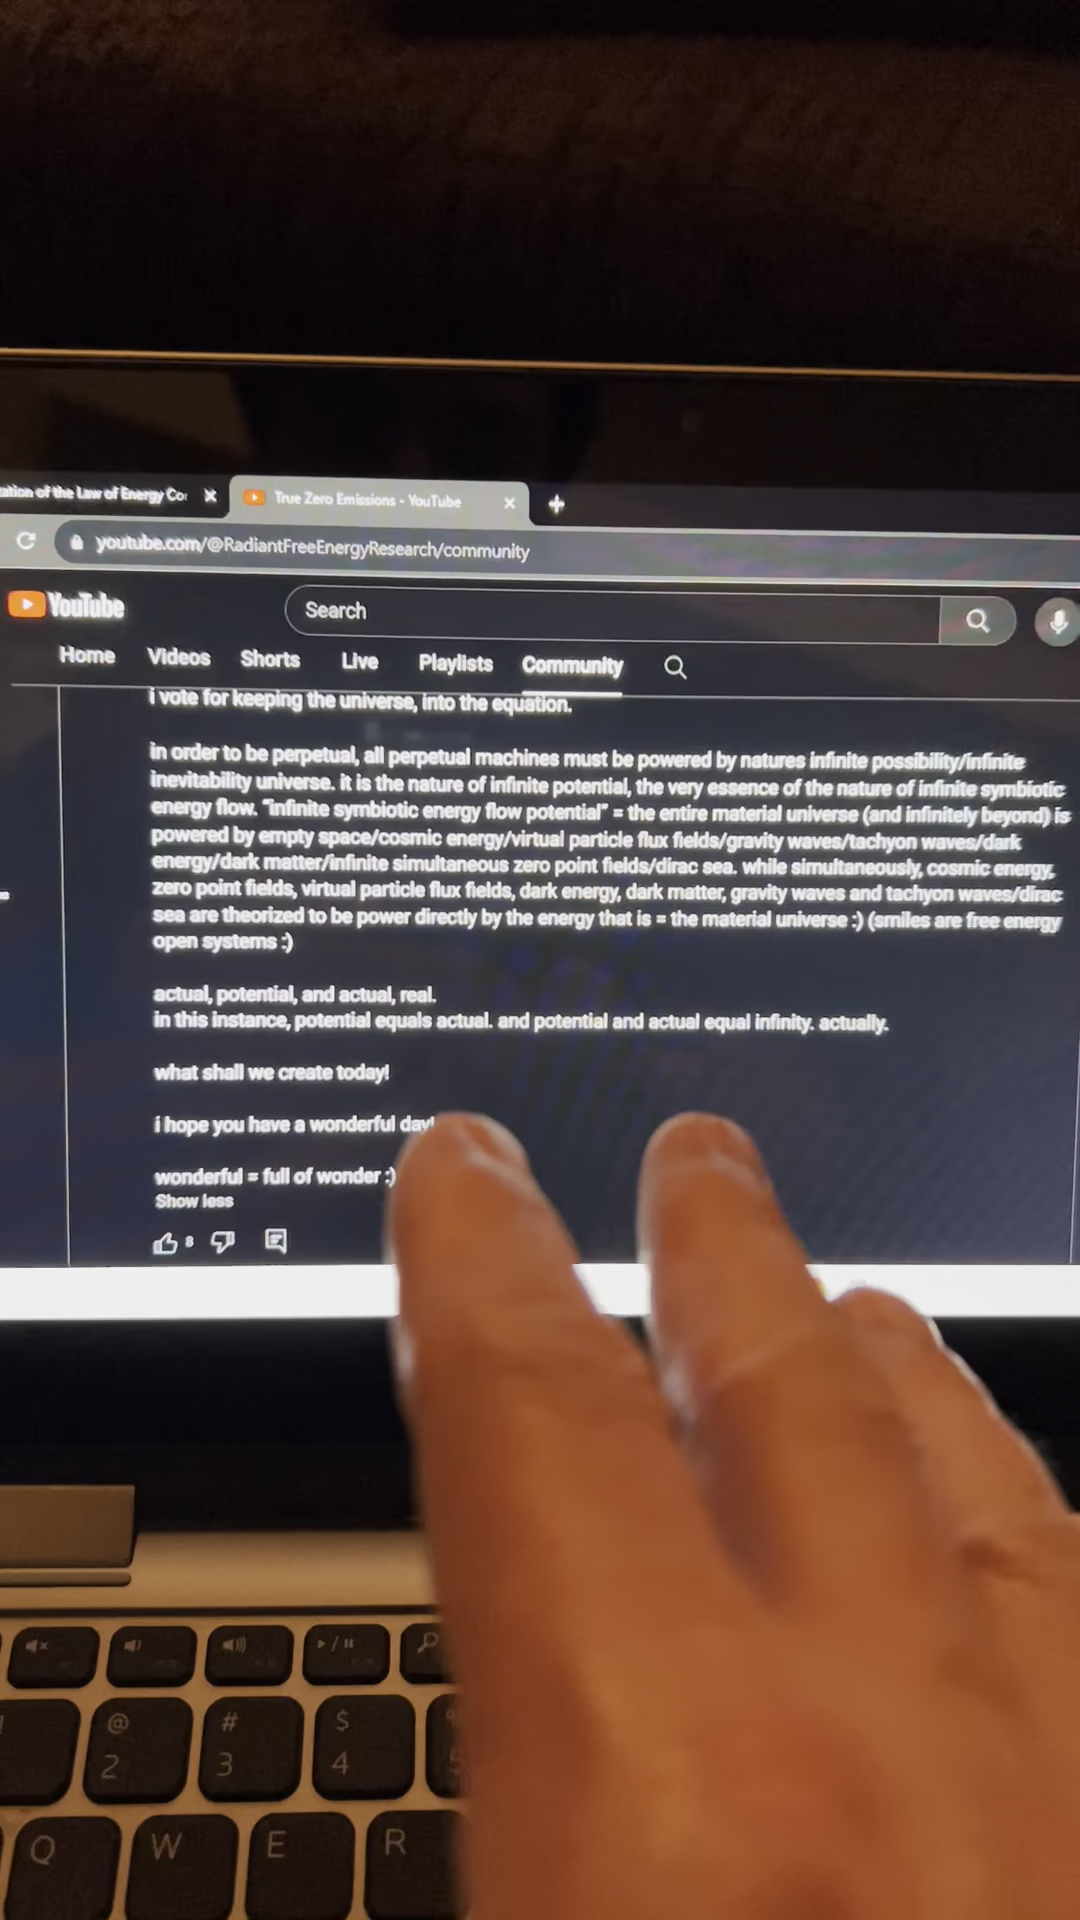 ation of the Law of Energy Co
True Zero Emissions - YouTube
youtube.com/@RadiantFreeEnergyResearch/community
YouTube
Search
Home Videos Shorts Live Playlists Community
i vote for keeping the universe, into the equation.
in order to be perpetual, all perpetual machines must be powered by natures infinite possibility/infinite
inevitability universe. it is the nature of infinite potential, the very essence of the nature of infinite symbiotic
energy flow. "infinite symbiotic energy flow potential" = the entire material universe (and infinitely beyond) is
powered by empty space/cosmic energy/virtual particle flux fields/gravity waves/tachyon waves/dark
energy/dark matter/infinite simultaneous zero point fields/dirac sea. while simultaneously, cosmic energy,
zero point fields, virtual particle flux fields, dark energy, dark matter, gravity waves and tachyon waves/dirac
sea are theorized to be power directly by the energy that is = the material universe :) (smiles are free energy
open systems :)
actual, potential, and actual, real.
in this instance, potential equals actual. and potential and actual equal infinity. actually.
what shall we create today!
i hope you have a wonderful day!
wonderful = full of wonder :)
Show less
8
@ # $
2 3 4 5
Q W E R